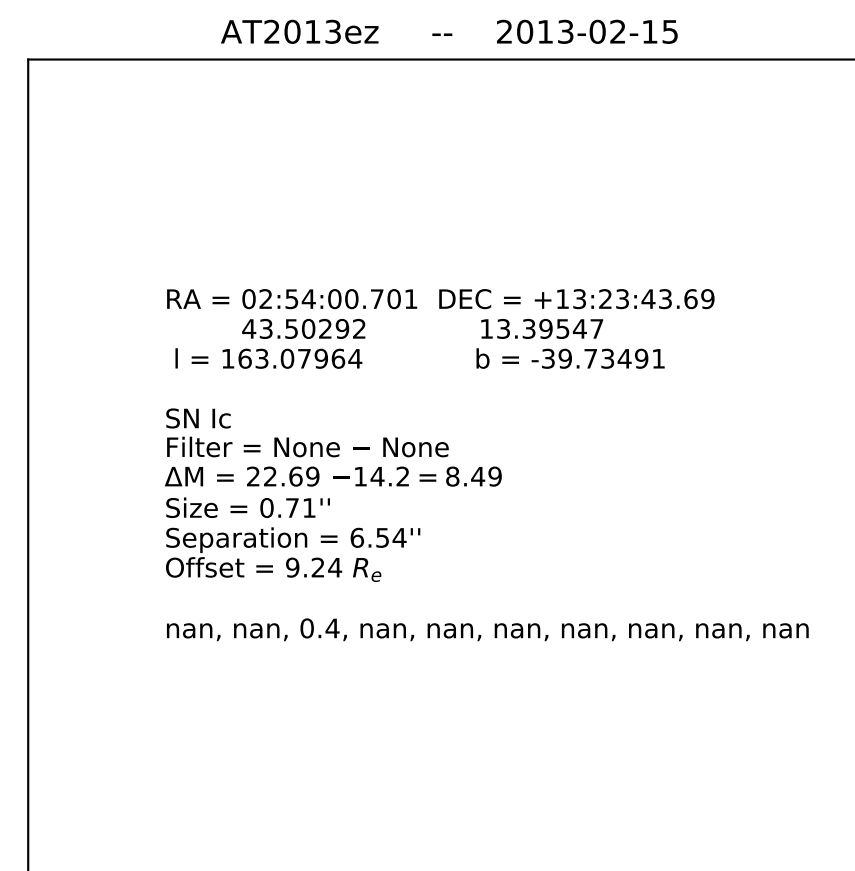 AT2013ez -- 2013-02-15
RA = 02:54:00.701 DEC = +13:23:43.69
43.50292 13.39547
l = 163.07964 b = -39.73491
SN Ic
Filter = None − None
ΔM = 22.69 −14.2 = 8.49
Size = 0.71''
Separation = 6.54''
Offset = 9.24 Re
nan, nan, 0.4, nan, nan, nan, nan, nan, nan, nan